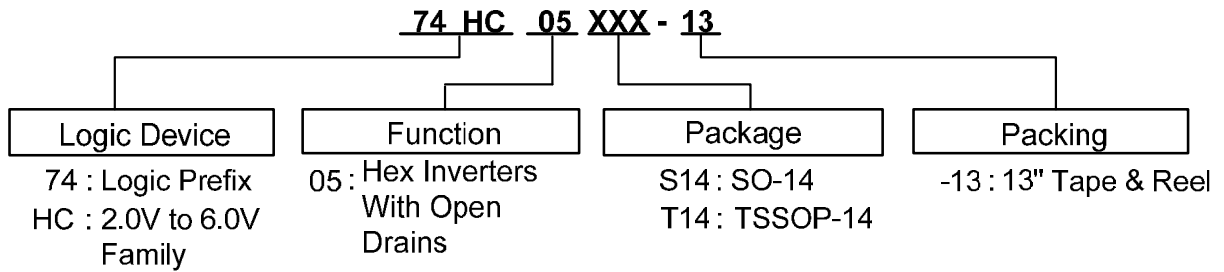 74 HC 05 XXX - 13
Logic Device
74 : Logic Prefix
HC : 2.0V to 6.0V
Family
Function
05 : Hex Inverters
With Open
Drains
Package
S14 : SO-14
T14 : TSSOP-14
Packing
-13 : 13" Tape & Reel